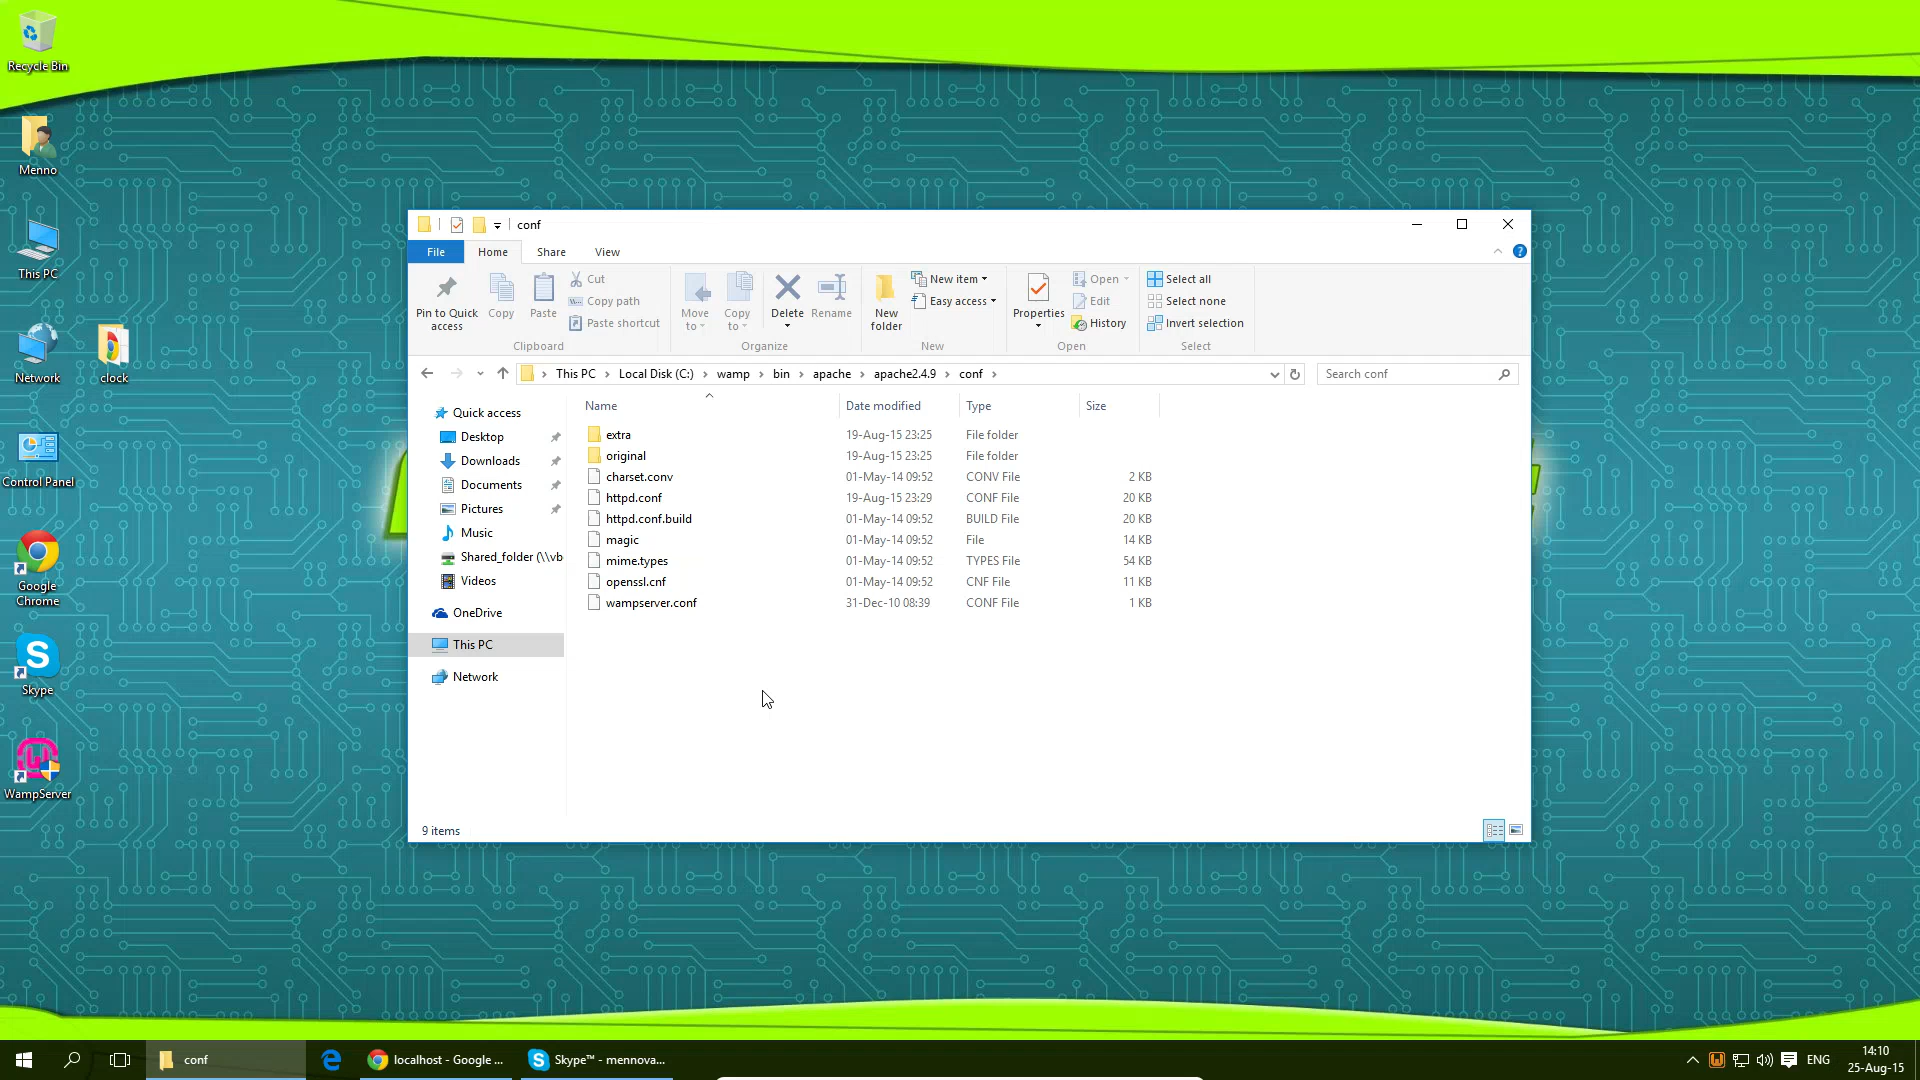 Recycle Bin
Menno
This PC
Network
clock
Control Panel
Google
Chrome
Skype
WampServer
conf
File
Home
Share
View
Pin to Quick
access
Copy
Paste
Cut
Copy path
Paste shortcut
Clipboard
Move
to
Copy
to
Delete
Rename
Organize
New
folder
New item
Easy access
New
Properties
Open
Edit
History
Open
Select all
Select none
Invert selection
Select
This PC
Local Disk (C:)
wamp
bin
apache
apache2.4.9
conf
Search conf
Quick access
Desktop
Downloads
Documents
Pictures
Music
Shared_folder (\\vb
Videos
OneDrive
This PC
Network
Name Date modified Type Size
extra 19-Aug-15 23:25 File folder
original 19-Aug-15 23:25 File folder
charset.conv 01-May-14 09:52 CONV File 2 KB
httpd.conf 19-Aug-15 23:29 CONF File 20 KB
httpd.conf.build 01-May-14 09:52 BUILD File 20 KB
magic 01-May-14 09:52 File 14 KB
mime.types 01-May-14 09:52 TYPES File 54 KB
openssl.cnf 01-May-14 09:52 CNF File 11 KB
wampserver.conf 31-Dec-10 08:39 CONF File 1 KB
9 items
conf
localhost - Google ...
Skype™ - mennova...
ENG
14:10
25-Aug-15